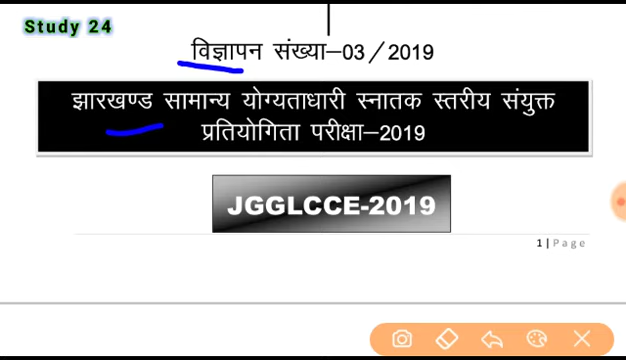 Study 24
विज्ञापन संख्या–03/2019
झारखण्ड सामान्य योग्यताधारी स्नातक स्तरीय संयुक्त
प्रतियोगिता परीक्षा–2019
JGGLCCE-2019
1 | Page